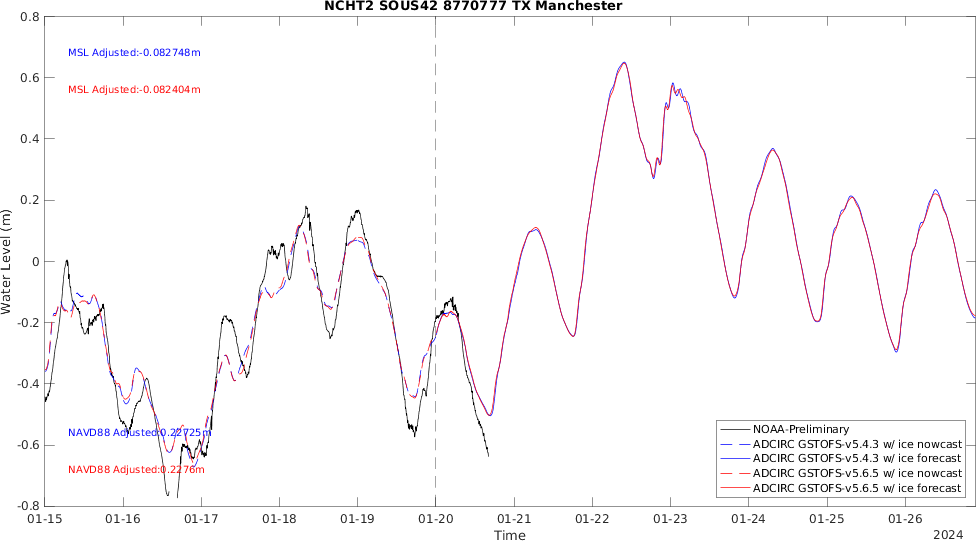 NCHT2 SOUS42 8770777 TX Manchester
0.8
MSL Adjusted:-0.082748m
0.6
MSL Adjusted:-0.082404m
0.4
0.2
Water Level (m)
0
-0.2
-0.4
NOAA-Preliminary
NAVD88 Adjusted:0.22725m
ADCIRC GSTOFS-v5.4.3 w/ ice nowcast
-0.6
ADCIRC GSTOFS-v5.4.3 w/ ice forecast
NAVD88 Adjusted:0.2276m
ADCIRC GSTOFS-v5.6.5 w/ ice nowcast
ADCIRC GSTOFS-v5.6.5 w/ ice forecast
-0.8
01-15 01-16 01-17 01-18 01-19 01-20 01-21 01-22 01-23 01-24 01-25 01-26
Time
2024